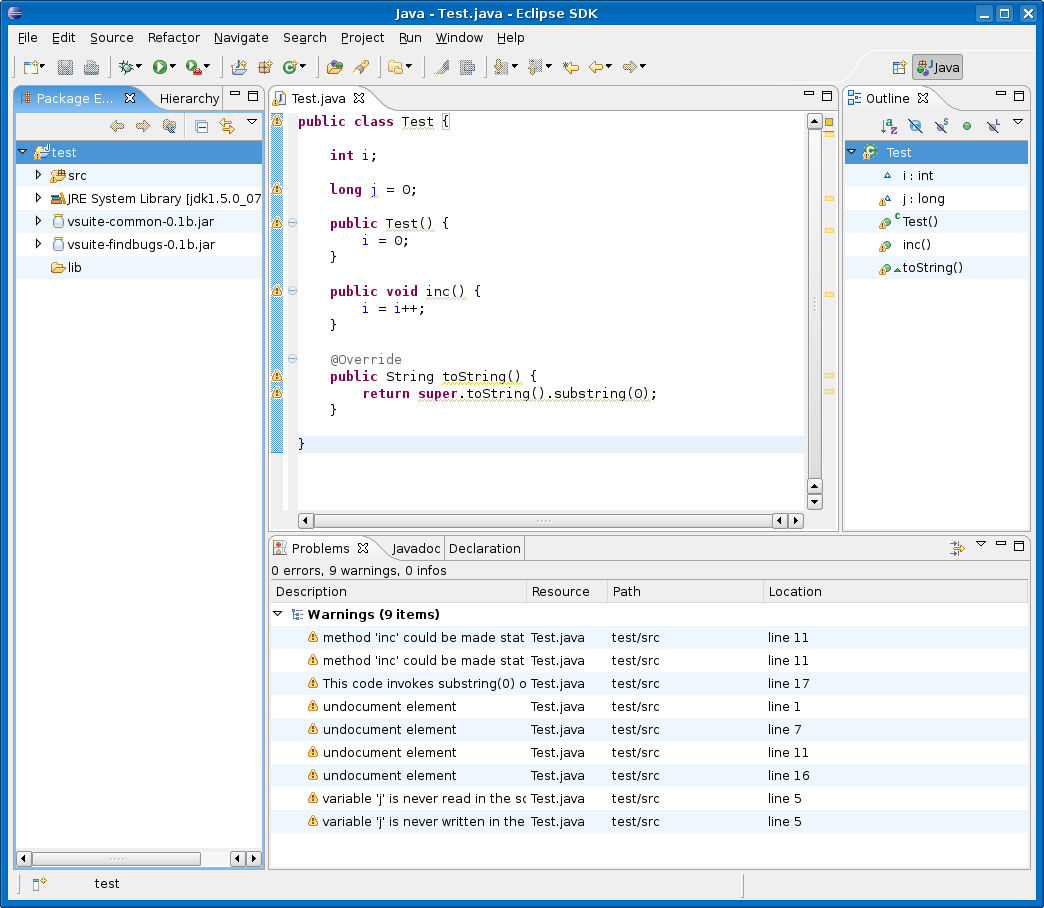 Java - Test.java - Eclipse SDK
File Edit Source Refactor Navigate Search Project Run Window Help
Java
Package E... Hierarchy
test
src
JRE System Library [jdk1.5.0_07
vsuite-common-0.1b.jar
vsuite-findbugs-0.1b.jar
lib
Test.java
public class Test {
int i;
long j = 0;
public Test() {
i = 0;
}
public void inc() {
i = i++;
}
@Override
public String toString() {
return super.toString().substring(0);
}
}
Outline
Test
i : int
j : long
Test()
inc()
toString()
Problems Javadoc Declaration
0 errors, 9 warnings, 0 infos
Description Resource Path Location
Warnings (9 items)
method 'inc' could be made stat Test.java test/src line 11
method 'inc' could be made stat Test.java test/src line 11
This code invokes substring(0) o Test.java test/src line 17
undocument element Test.java test/src line 1
undocument element Test.java test/src line 7
undocument element Test.java test/src line 11
undocument element Test.java test/src line 16
variable 'j' is never read in the sc Test.java test/src line 5
variable 'j' is never written in the Test.java test/src line 5
test